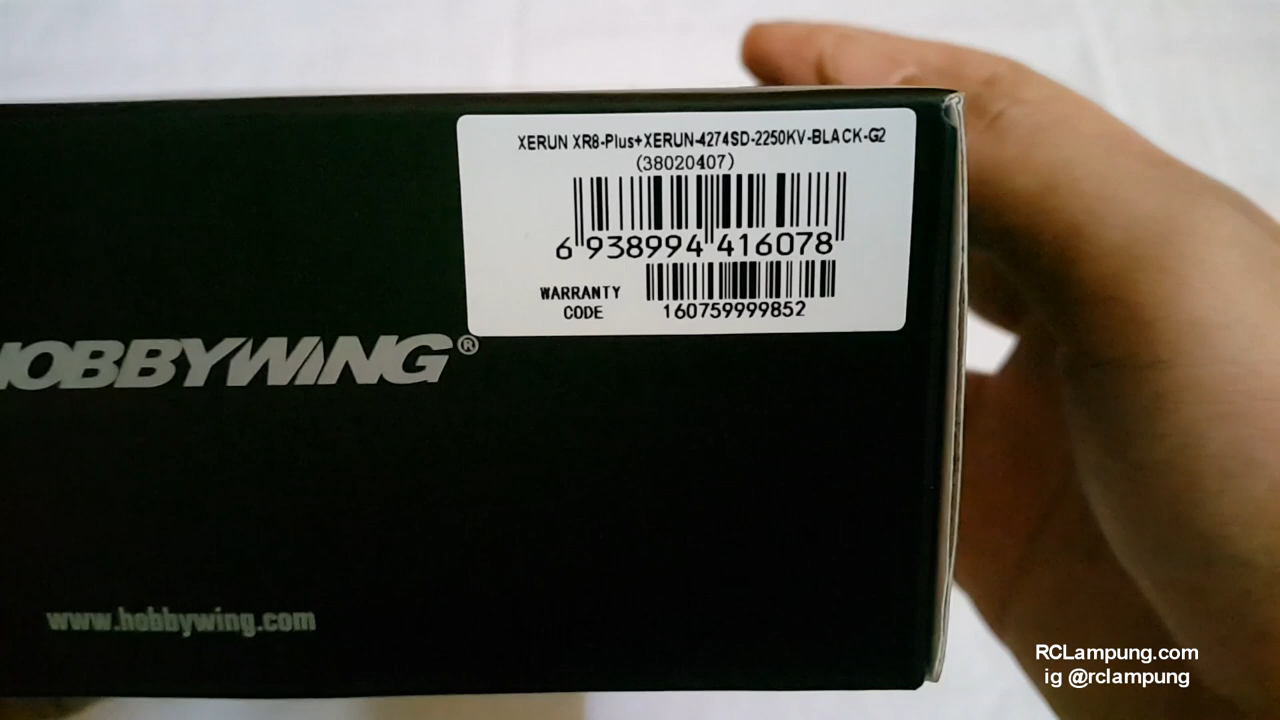 XERUN XR8-Plus+XERUN-4274SD-2250KV-BLACK-G2
(38020407)
6 938994 416078
WARRANTY
CODE
160759999852
HOBBYWING®
www.hobbywing.com
RCLampung.com
ig @rclampung